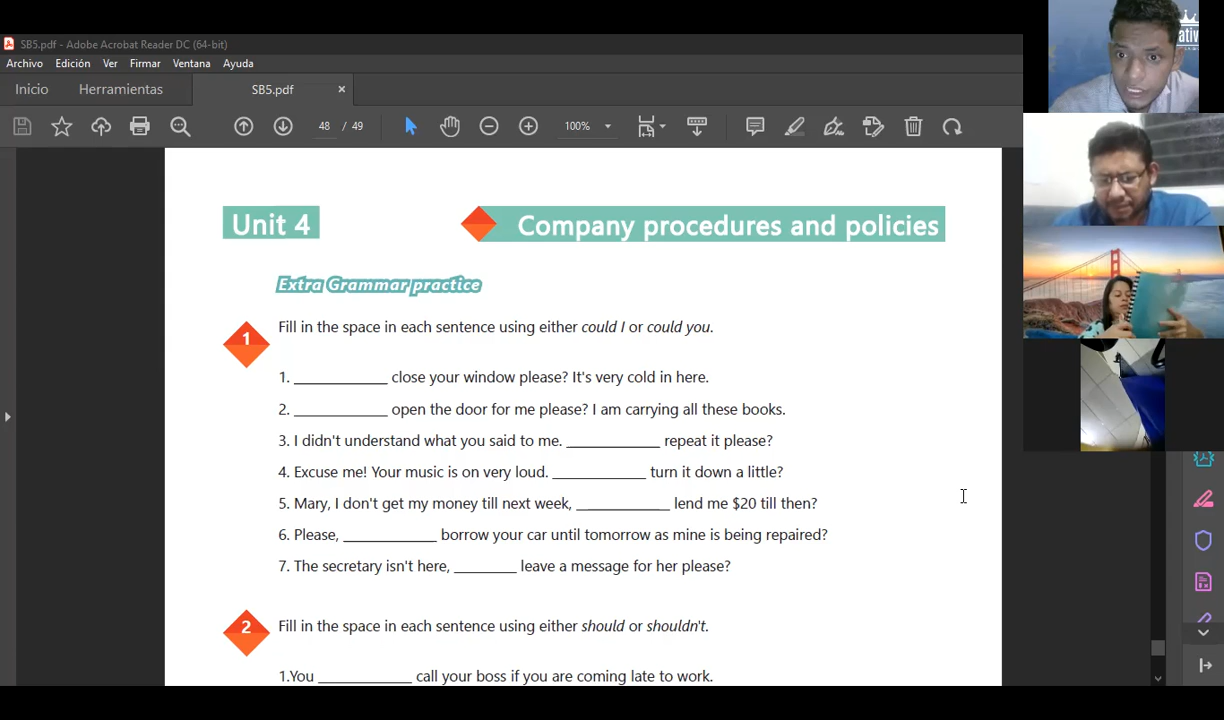 SB5.pdf - Adobe Acrobat Reader DC (64-bit)
Archivo Edición Ver Firmar Ventana Ayuda
Inicio Herramientas SB5.pdf ×
48 / 49 100%
Unit 4 Company procedures and policies
Extra Grammar practice
1 Fill in the space in each sentence using either could I or could you.
1. ____________ close your window please? It's very cold in here.
2. ____________ open the door for me please? I am carrying all these books.
3. I didn't understand what you said to me. ____________ repeat it please?
4. Excuse me! Your music is on very loud. ____________ turn it down a little?
5. Mary, I don't get my money till next week, ____________ lend me $20 till then?
6. Please, ____________ borrow your car until tomorrow as mine is being repaired?
7. The secretary isn't here, ________ leave a message for her please?
2 Fill in the space in each sentence using either should or shouldn't.
1.You ____________ call your boss if you are coming late to work.